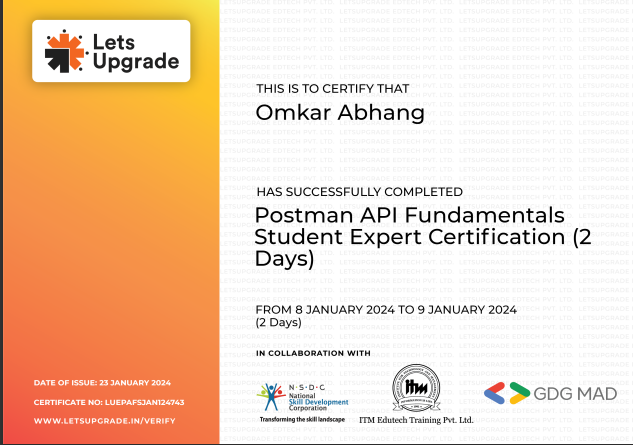 Lets
Upgrade
THIS IS TO CERTIFY THAT
Omkar Abhang
HAS SUCCESSFULLY COMPLETED
Postman API Fundamentals
Student Expert Certification (2
Days)
FROM 8 JANUARY 2024 TO 9 JANUARY 2024
(2 Days)
IN COLLABORATION WITH
DATE OF ISSUE: 23 JANUARY 2024
CERTIFICATE NO: LUEPAFSJAN124743
WWW.LETSUPGRADE.IN/VERIFY
N·S·D·C
National
Skill Development
Corporation
Transforming the skill landscape
itm
ITM Edutech Training Pvt. Ltd.
GDG MAD